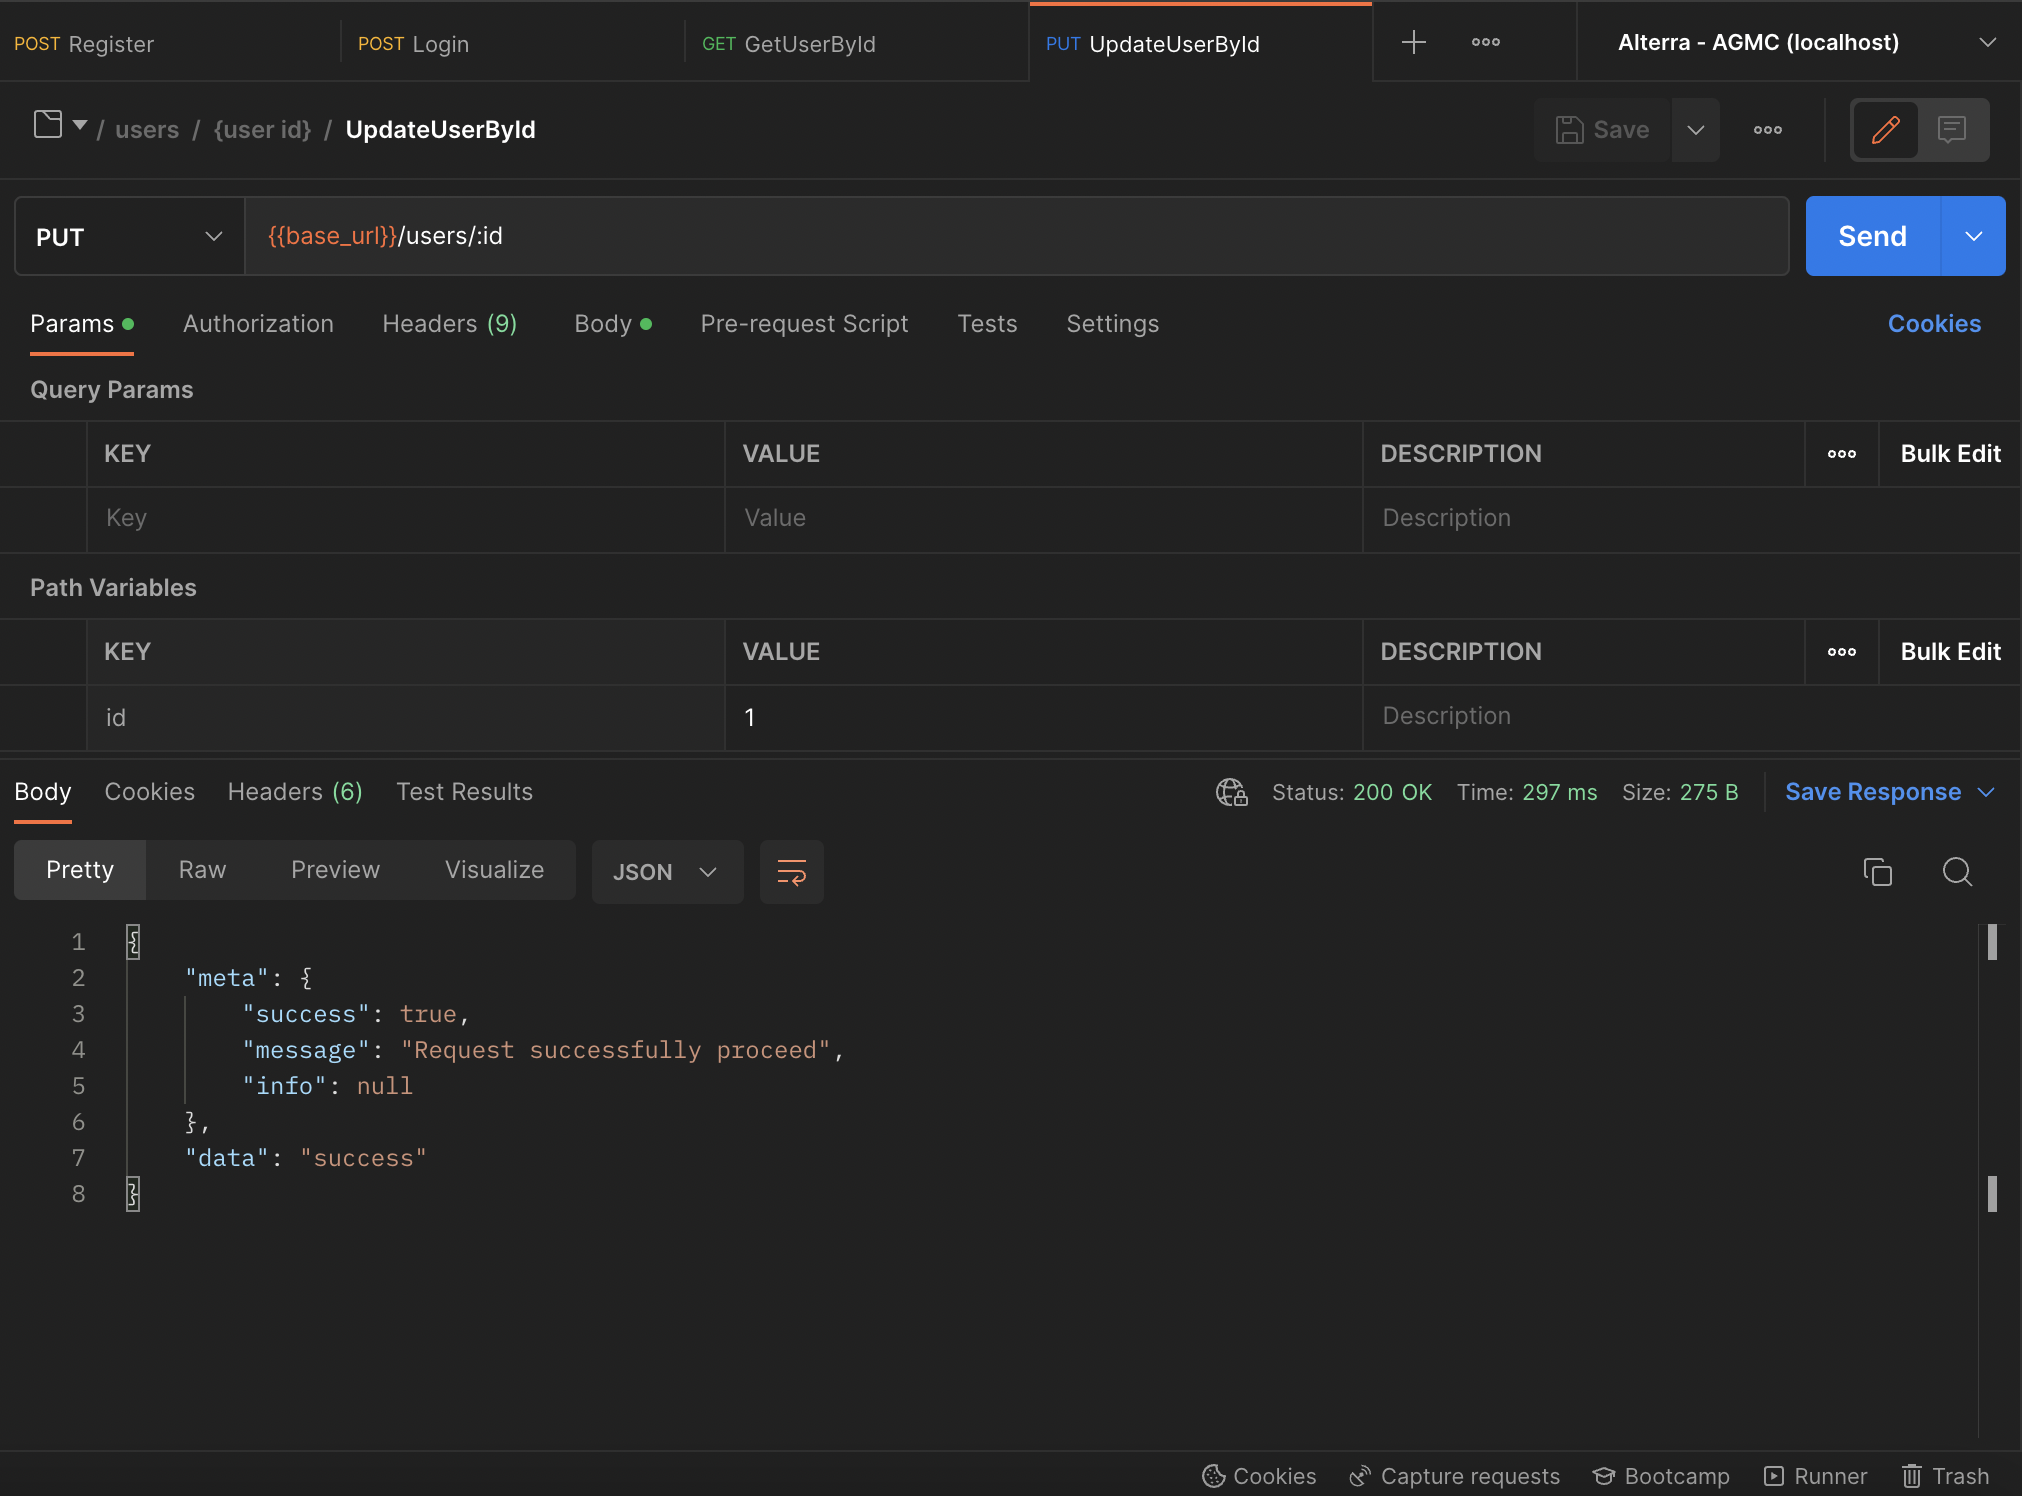 POST Register POST Login GET GetUserById PUT UpdateUserById Alterra - AGMC (localhost)
/ users / {user id} / UpdateUserById Save
PUT {{base_url}}/users/:id Send
Params Authorization Headers (9) Body Pre-request Script Tests Settings Cookies
Query Params
KEY VALUE DESCRIPTION Bulk Edit
Key Value Description
Path Variables
KEY VALUE DESCRIPTION Bulk Edit
id 1 Description
Body Cookies Headers (6) Test Results Status: 200 OK Time: 297 ms Size: 275 B Save Response
Pretty Raw Preview Visualize JSON
1 {
2 "meta": {
3 "success": true,
4 "message": "Request successfully proceed",
5 "info": null
6 },
7 "data": "success"
8 }
Cookies Capture requests Bootcamp Runner Trash